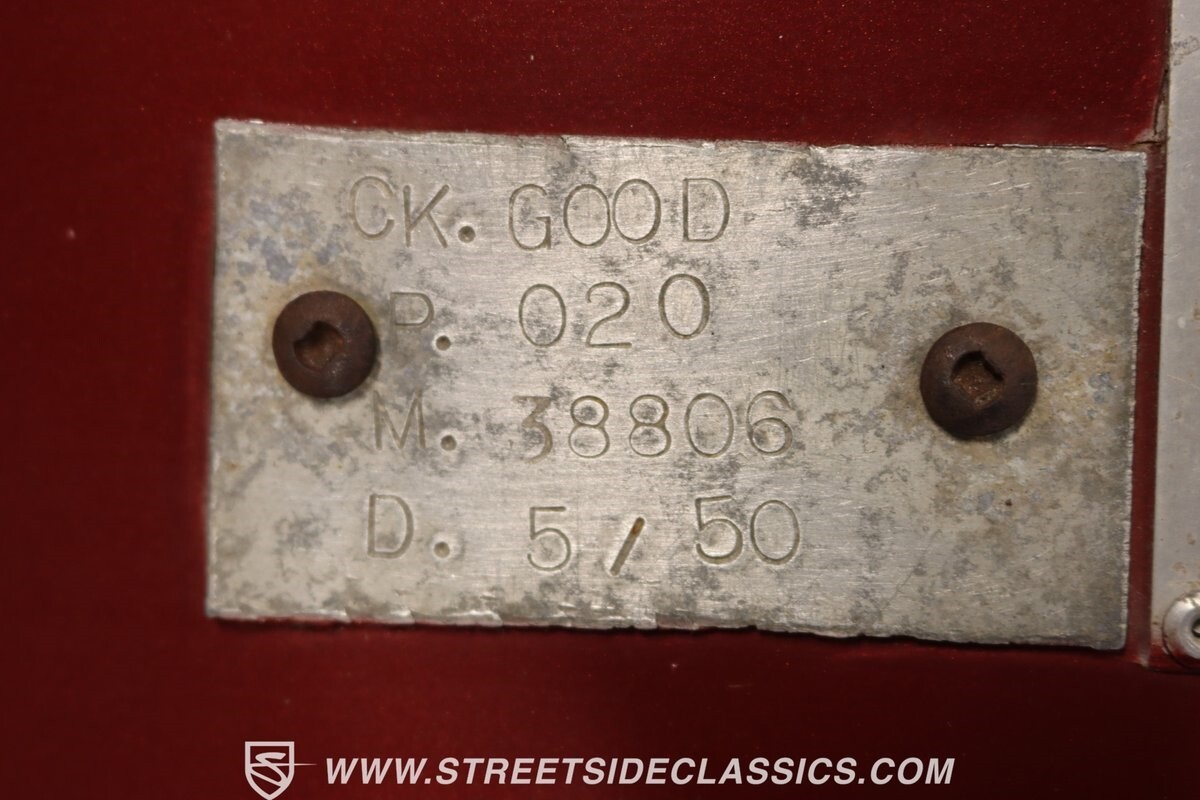 CK. GOOD
P. 020
M. 38806
D. 5/50
WWW.STREETSIDECLASSICS.COM